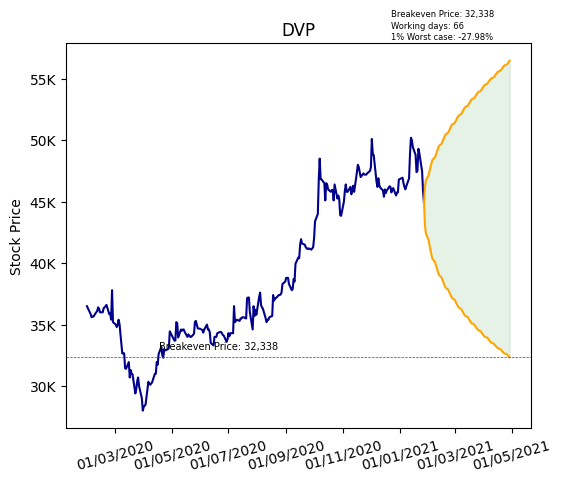 Breakeven Price: 32,338
Working days: 66
1% Worst case: -27.98%
DVP
Stock Price
55K
50K
45K
40K
35K
30K
Breakeven Price: 32,338
01/03/2020
01/05/2020
01/07/2020
01/09/2020
01/11/2020
01/01/2021
01/03/2021
01/05/2021